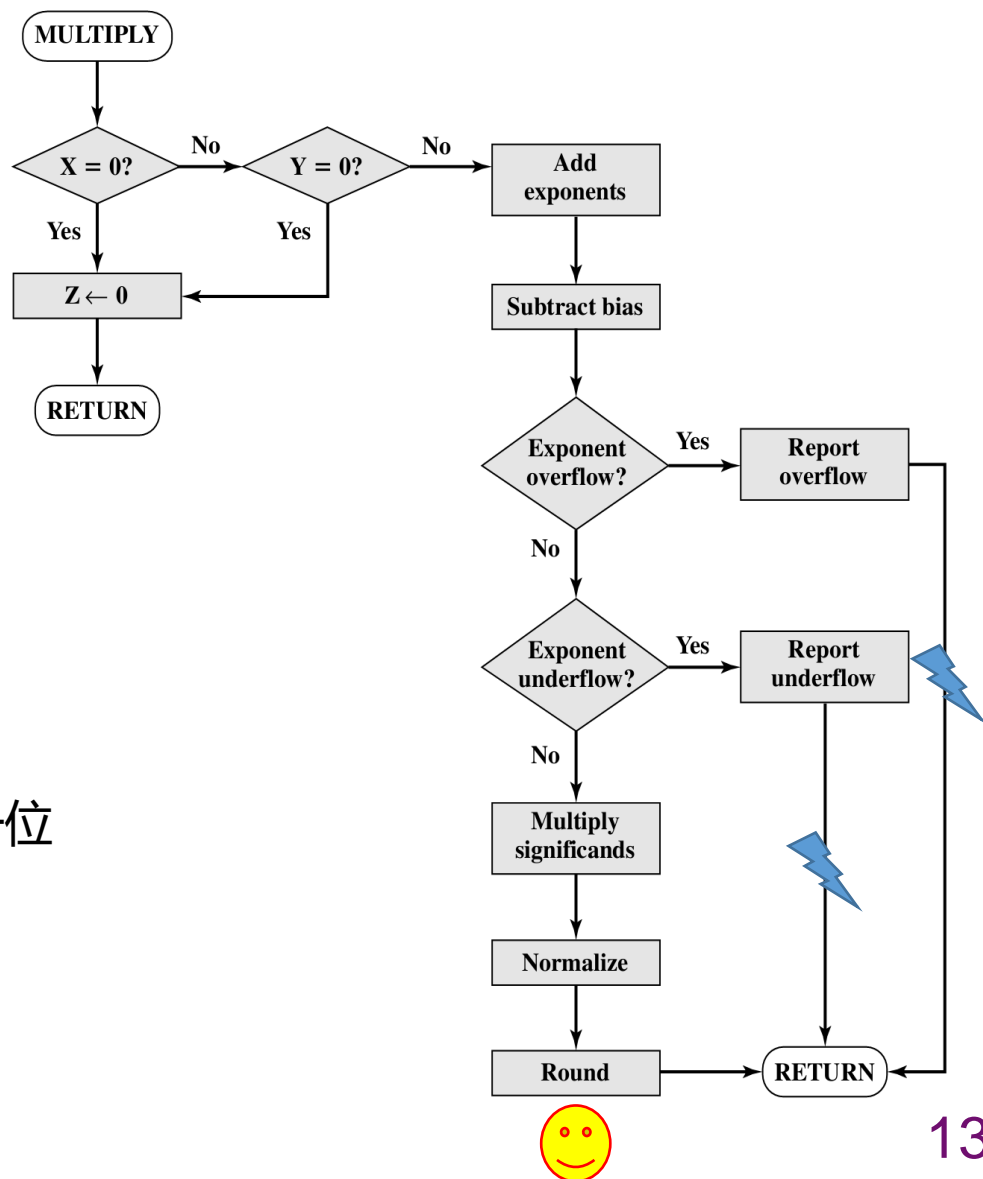 MULTIPLY
X = 0?
No
Y = 0?
No
Add
exponents
Yes
Yes
Z ← 0
Subtract bias
RETURN
Exponent
overflow?
Yes
Report
overflow
No
Exponent
underflow?
Yes
Report
underflow
No
位
Multiply
significands
Normalize
Round
RETURN
13